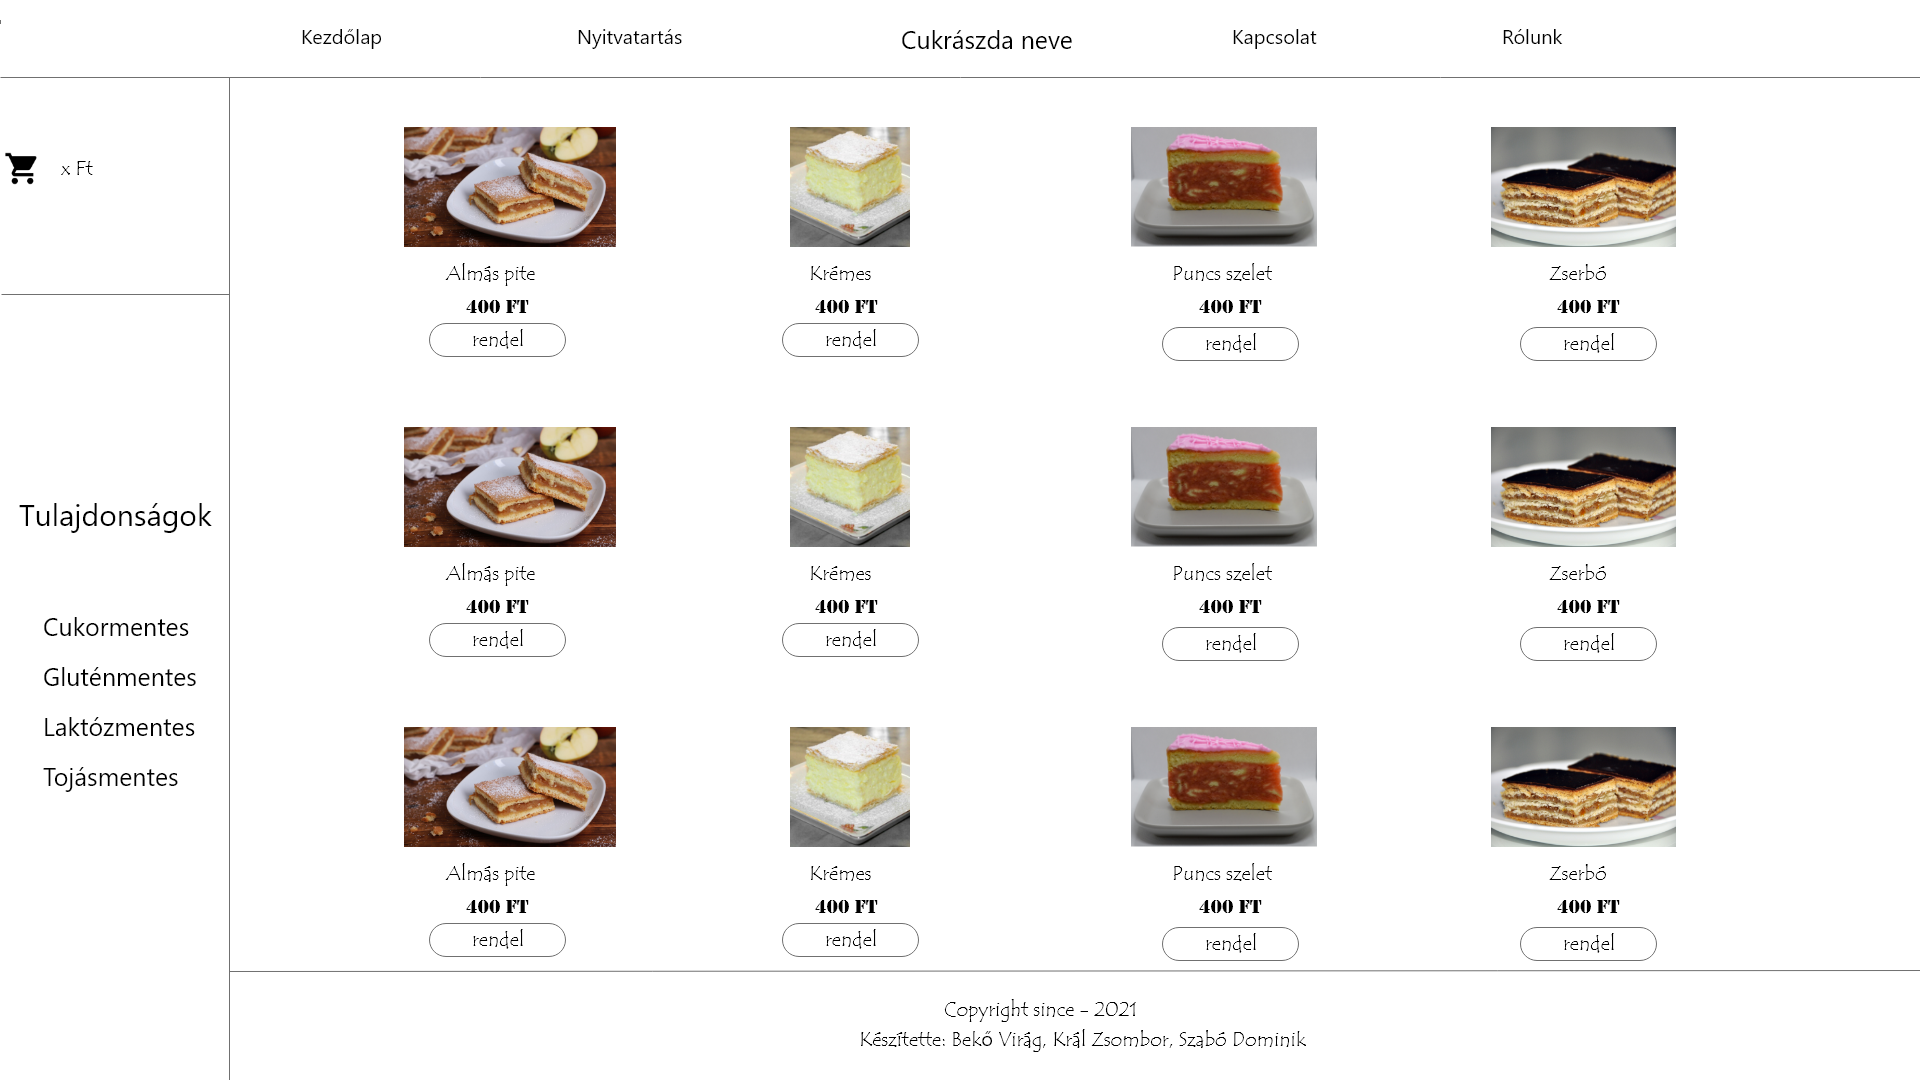 Kezdőlap
Nyitvatartás
Cukrászda neve
Kapcsolat
Rólunk
x Ft
Tulajdonságok
Cukormentes
Gluténmentes
Laktózmentes
Tojásmentes
Almás pite
Krémes
Puncs szelet
Zserbó
400 FT
400 FT
400 FT
400 FT
rendel
rendel
rendel
rendel
Almás pite
Krémes
Puncs szelet
Zserbó
400 FT
400 FT
400 FT
400 FT
rendel
rendel
rendel
rendel
Almás pite
Krémes
Puncs szelet
Zserbó
400 FT
400 FT
400 FT
400 FT
rendel
rendel
rendel
rendel
Copyright since - 2021
Készítette: Bekő Virág, Král Zsombor, Szabó Dominik